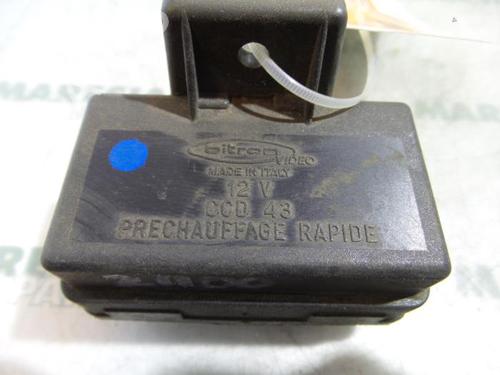 bitron
VIDEO
MADE IN ITALY
12 V
CCD 43
PRECHAUFFAGE RAPIDE